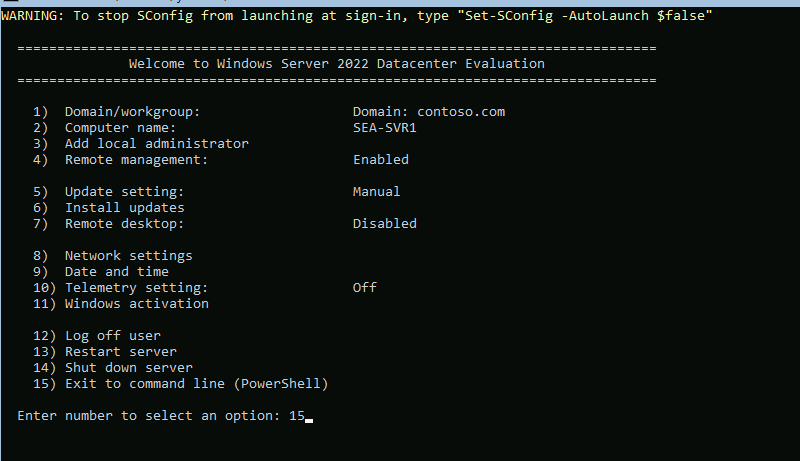 WARNING: To stop SConfig from launching at sign-in, type "Set-SConfig -AutoLaunch $false"
================================================================================
Welcome to Windows Server 2022 Datacenter Evaluation
================================================================================
1) Domain/workgroup: Domain: contoso.com
2) Computer name: SEA-SVR1
3) Add local administrator
4) Remote management: Enabled
5) Update setting: Manual
6) Install updates
7) Remote desktop: Disabled
8) Network settings
9) Date and time
10) Telemetry setting: Off
11) Windows activation
12) Log off user
13) Restart server
14) Shut down server
15) Exit to command line (PowerShell)
Enter number to select an option: 15